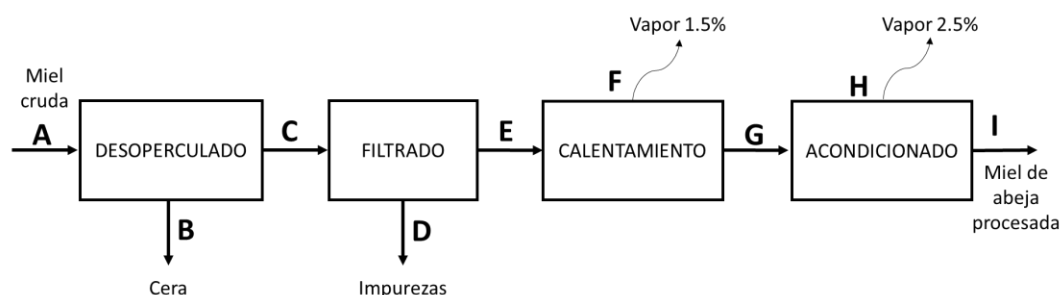 Vapor 1.5%
Vapor 2.5%
Miel
cruda
F
H
A
DESOPERCULADO
C
FILTRADO
E
CALENTAMIENTO
G
ACONDICIONADO
I
Miel de
abeja
procesada
B
D
Cera
Impurezas